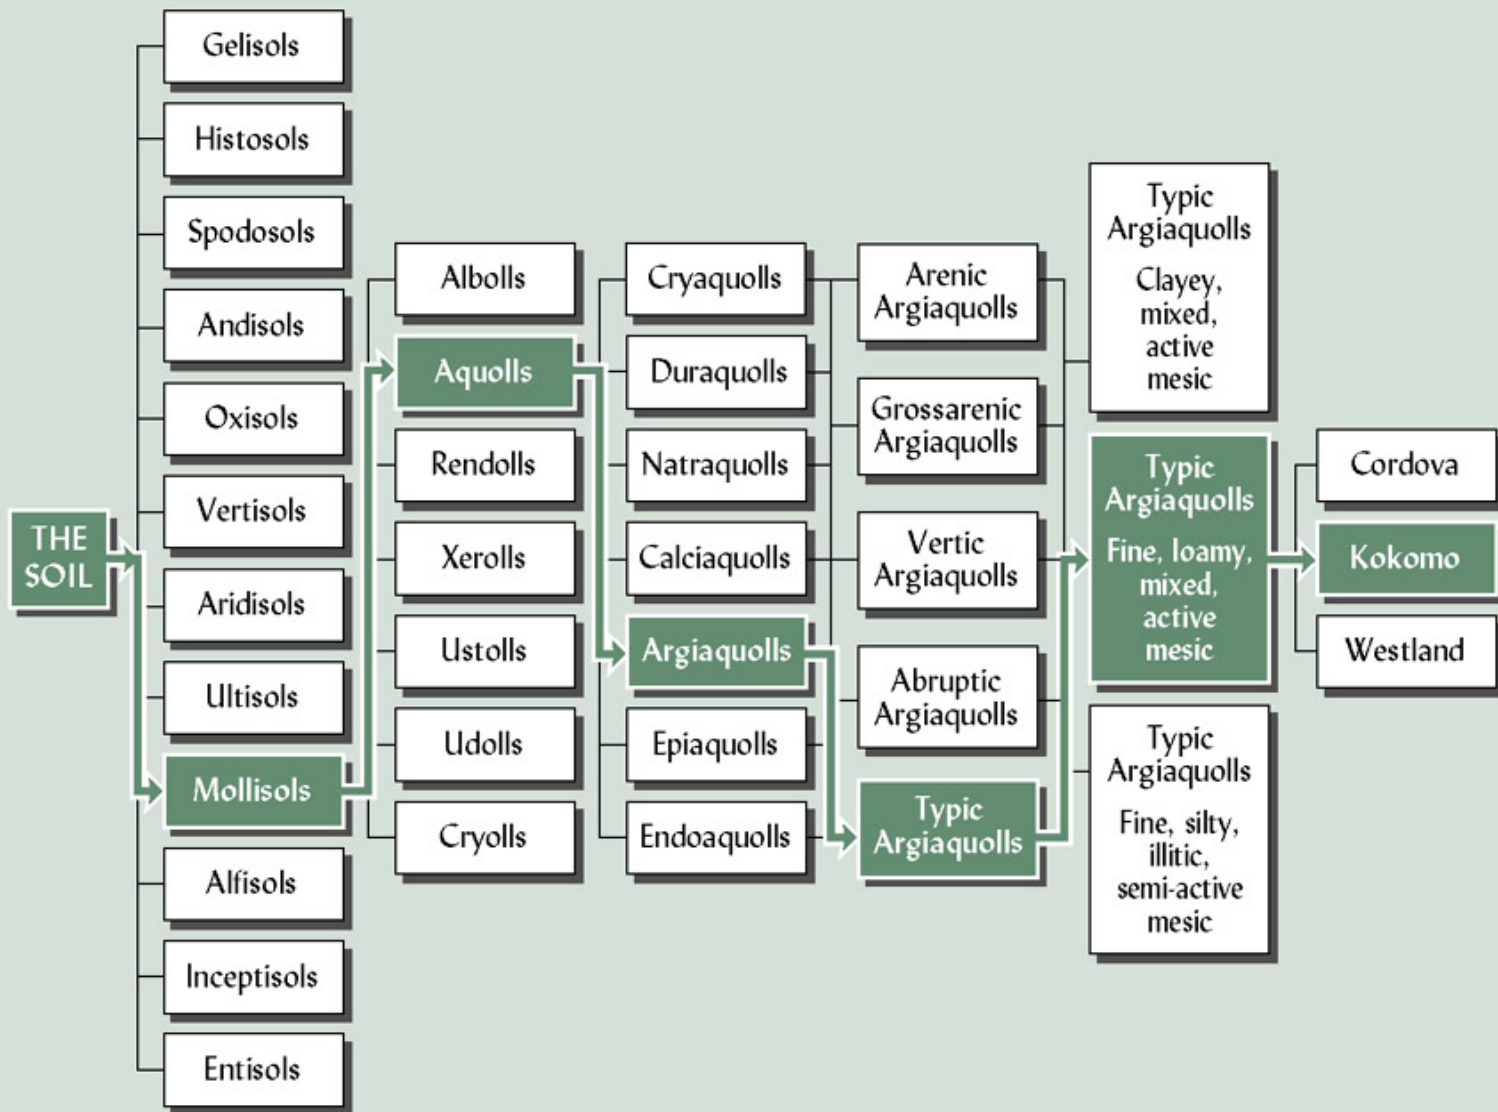 THE
SOIL
Gelisols
Histosols
Spodosols
Andisols
Oxisols
Vertisols
Aridisols
Ultisols
Mollisols
Alfisols
Inceptisols
Entisols
Albolls
Aquolls
Rendolls
Xerolls
Ustolls
Udolls
Cryolls
Cryaquolls
Duraquolls
Natraquolls
Calciaquolls
Argiaquolls
Epiaquolls
Endoaquolls
Arenic
Argiaquolls
Grossarenic
Argiaquolls
Vertic
Argiaquolls
Abruptic
Argiaquolls
Typic
Argiaquolls
Typic
Argiaquolls
Clayey,
mixed,
active
mesic
Typic
Argiaquolls
Fine, loamy,
mixed,
active
mesic
Typic
Argiaquolls
Fine, silty,
illitic,
semi-active
mesic
Cordova
Kokomo
Westland